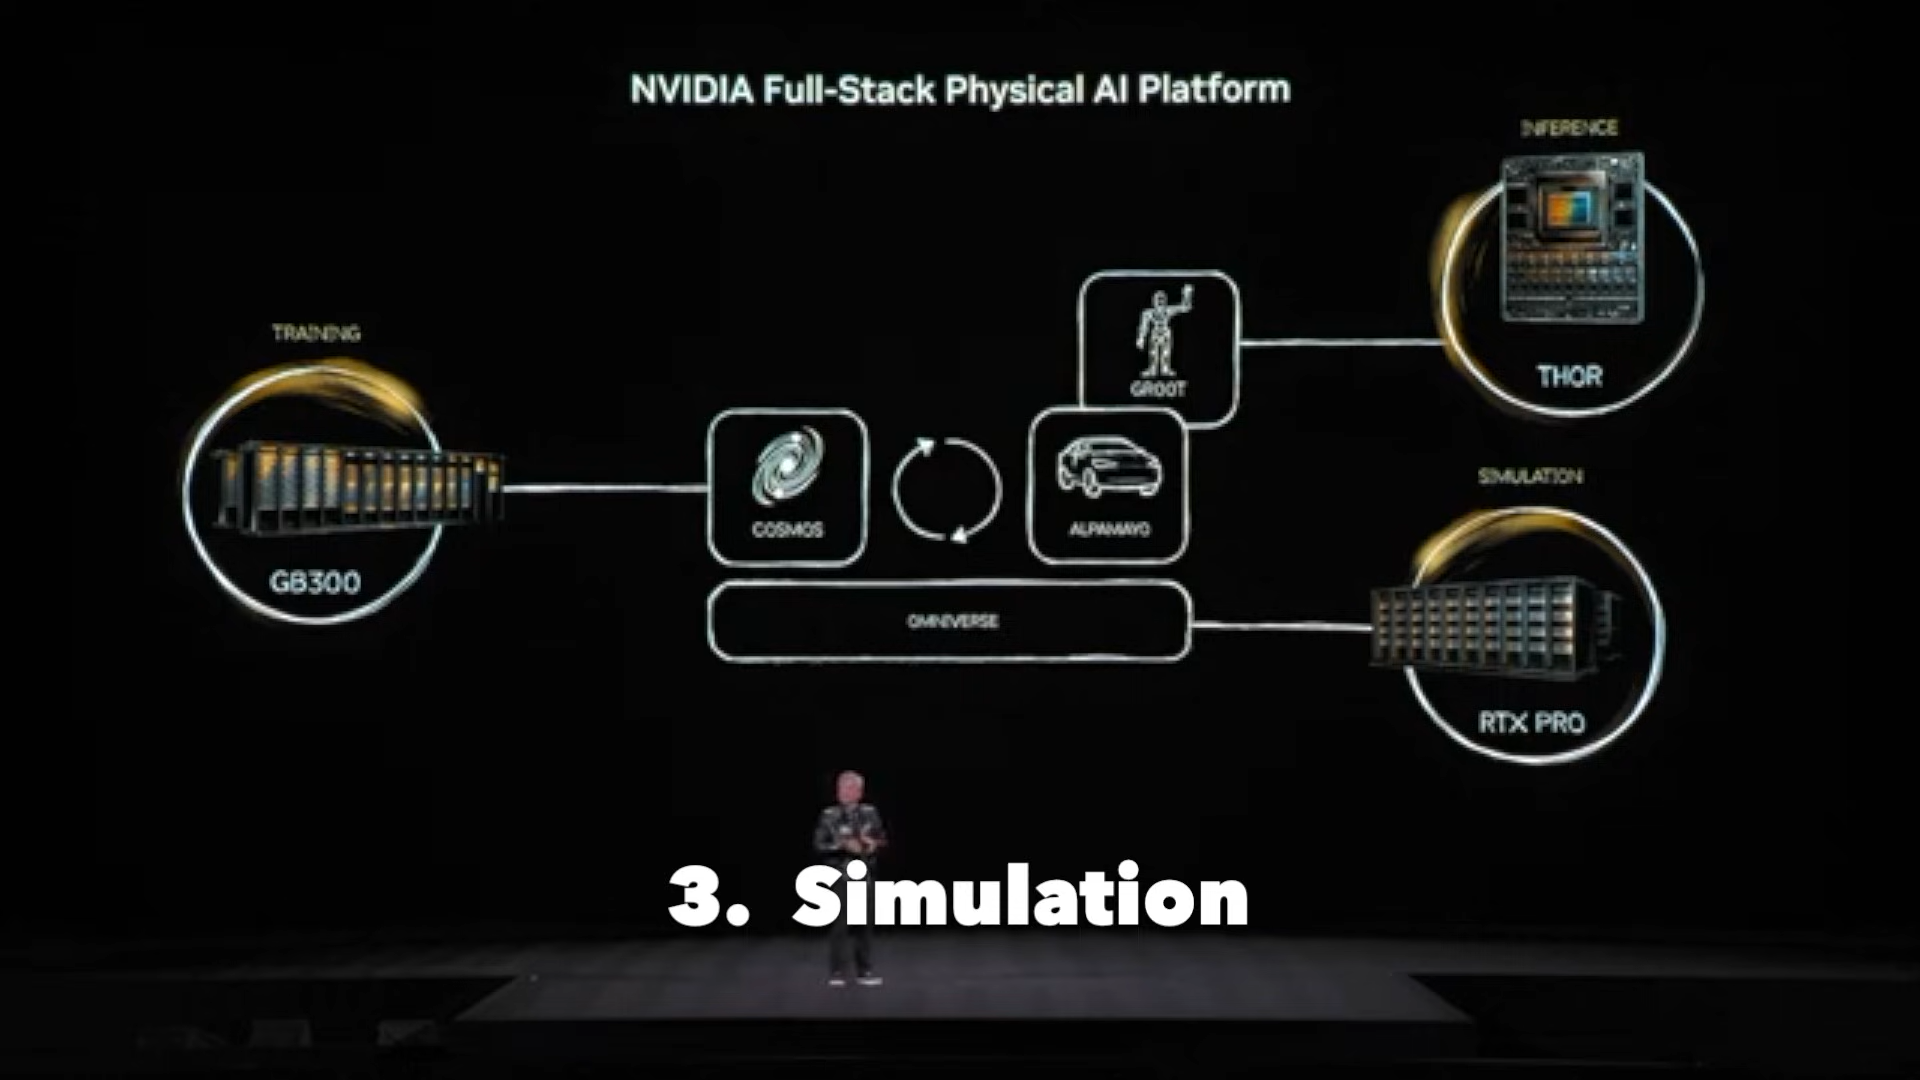 NVIDIA Full-Stack Physical AI Platform
INFERENCE
THOR
GROOT
TRAINING
GB300
COSMOS
ALPAMAYO
SIMULATION
OMNIVERSE
RTX PRO
3. Simulation